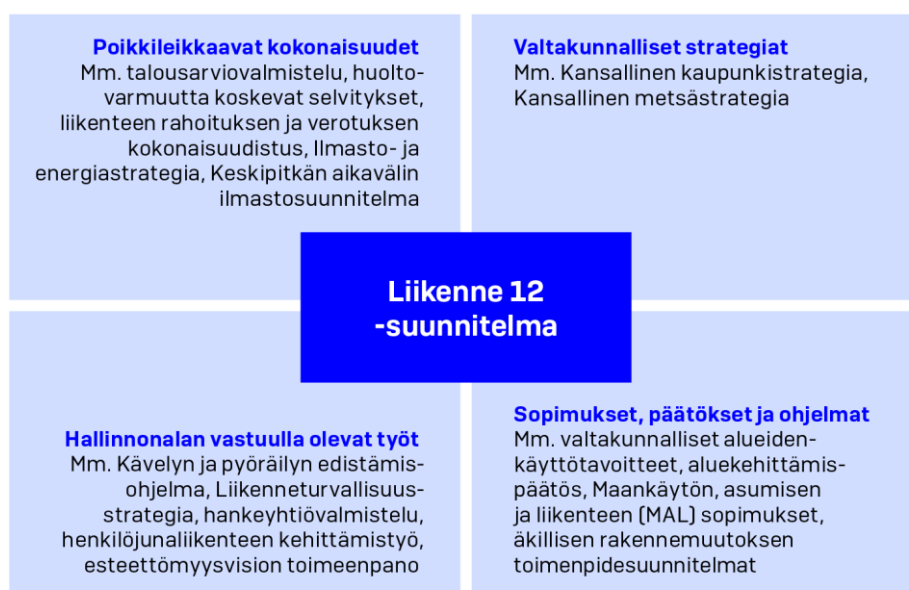 Poikkileikkaavat kokonaisuudet
Mm. talousarviovalmistelu, huolto-
varmuutta koskevat selvitykset,
liikenteen rahoituksen ja verotuksen
kokonaisuudistus, Ilmasto- ja
energiastrategia, Keskipitkän aikavälin
ilmastosuunnitelma
Valtakunnalliset strategiat
Mm. Kansallinen kaupunkistrategia,
Kansallinen metsästrategia
Liikenne 12
-suunnitelma
Hallinnonalan vastuulla olevat työt
Mm. Kävelyn ja pyöräilyn edistämis-
ohjelma, Liikenneturvallisuus-
strategia, hankeyhtiövalmistelu,
henkilöjunaliikenteen kehittämistyö,
esteettömyysvision toimeenpano
Sopimukset, päätökset ja ohjelmat
Mm. valtakunnalliset alueiden-
käyttötavoitteet, aluekehittämis-
päätös, Maankäytön, asumisen
ja liikenteen (MAL) sopimukset,
äkillisen rakennemuutoksen
toimenpidesuunnitelmat